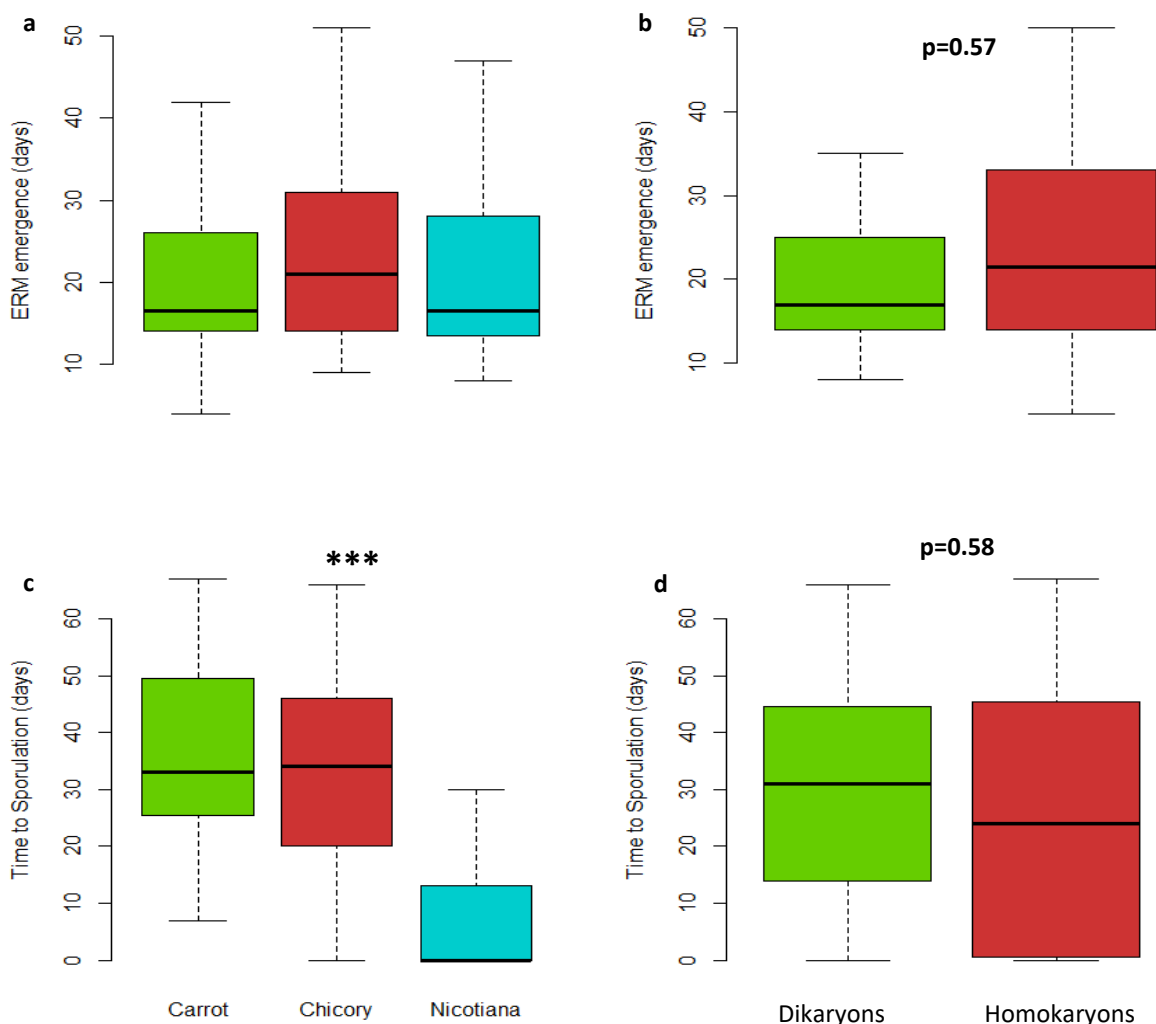 a
ERM emergence (days)
50
40
30
20
10
b
p=0.57
ERM emergence (days)
50
40
30
20
10
c
***
Time to Sporulation (days)
60
50
40
30
20
10
0
Carrot Chicory Nicotiana
d
p=0.58
Time to Sporulation (days)
60
50
40
30
20
10
0
Dikaryons Homokaryons